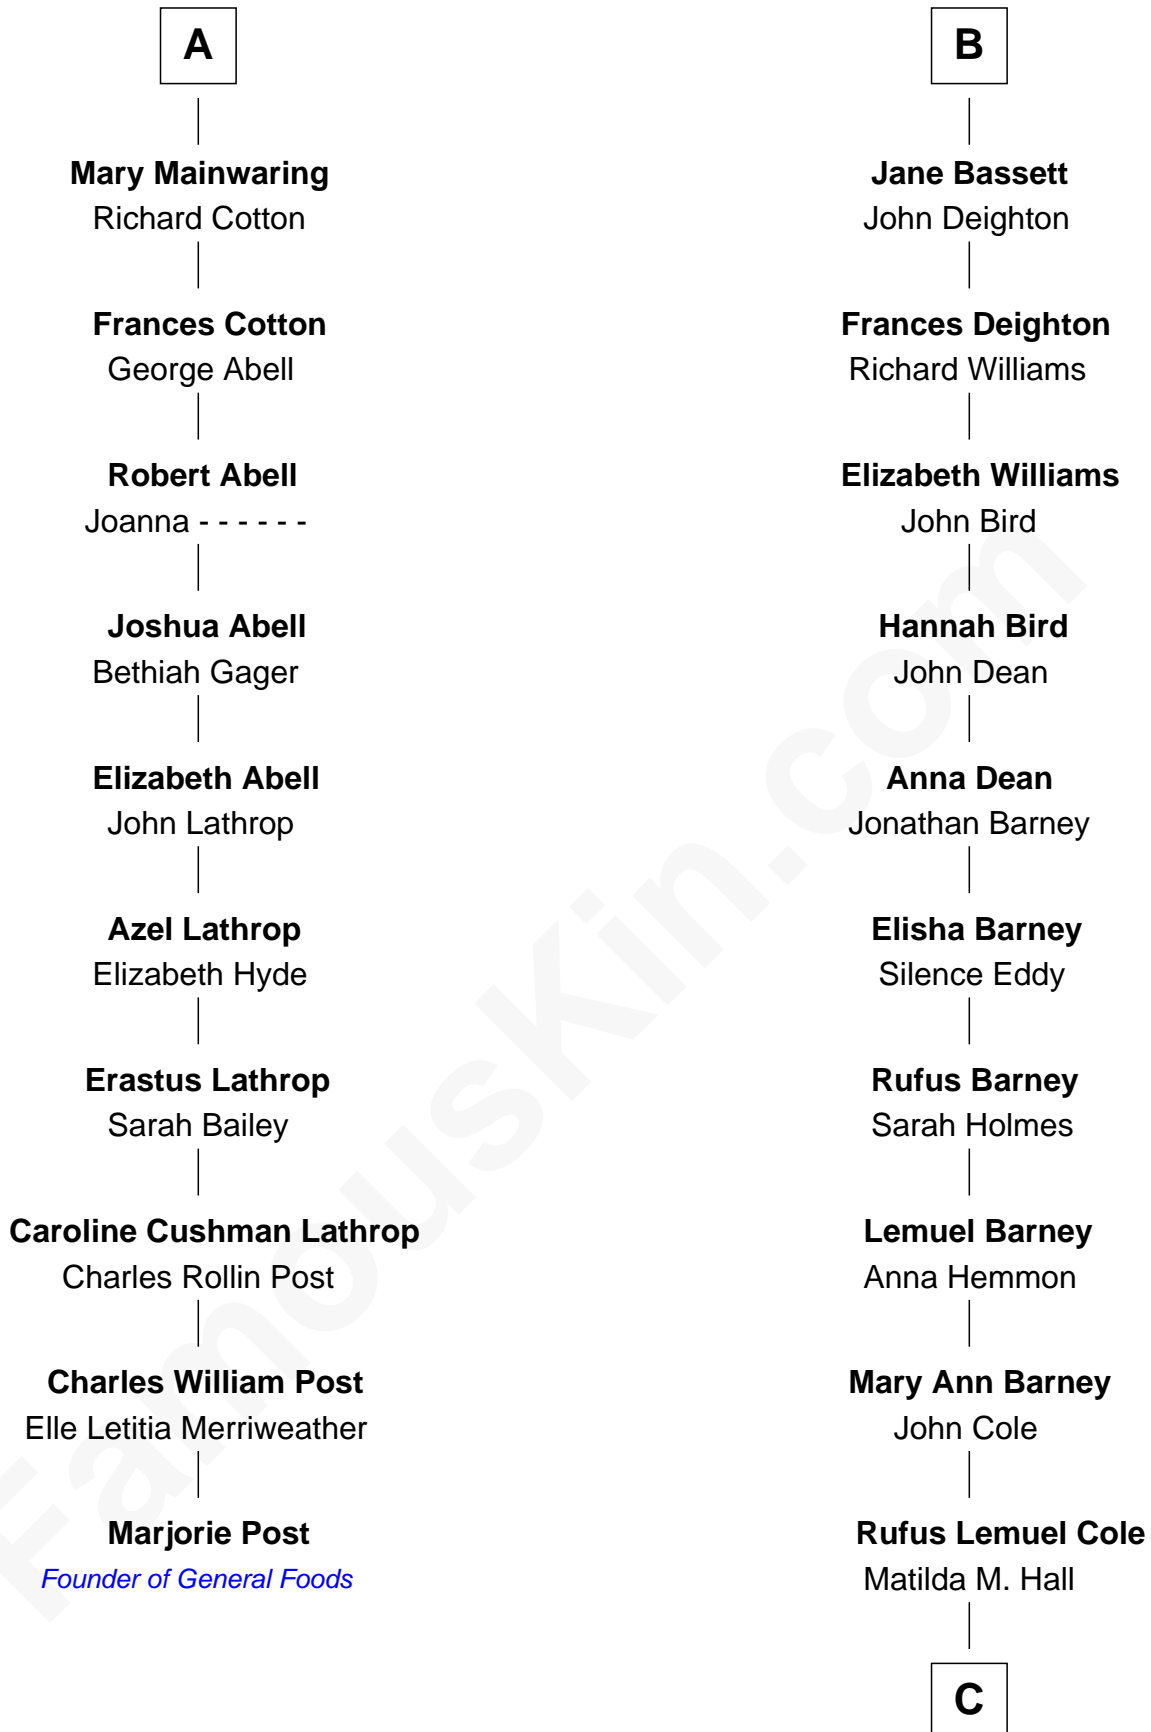 A
Mary Mainwaring
Richard Cotton
Frances Cotton
George Abell
Robert Abell
Joanna - - - - - -
Joshua Abell
Bethiah Gager
Elizabeth Abell
John Lathrop
Azel Lathrop
Elizabeth Hyde
Erastus Lathrop
Sarah Bailey
Caroline Cushman Lathrop
Charles Rollin Post
Charles William Post
Elle Letitia Merriweather
Marjorie Post
Founder of General Foods
B
Jane Bassett
John Deighton
Frances Deighton
Richard Williams
Elizabeth Williams
John Bird
Hannah Bird
John Dean
Anna Dean
Jonathan Barney
Elisha Barney
Silence Eddy
Rufus Barney
Sarah Holmes
Lemuel Barney
Anna Hemmon
Mary Ann Barney
John Cole
Rufus Lemuel Cole
Matilda M. Hall
C
FamousKin.com